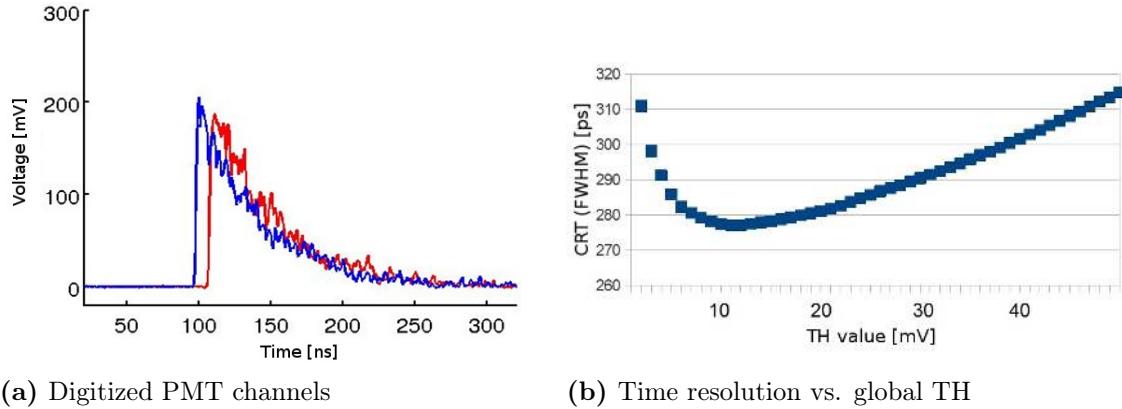 300
200
100
0
Voltage [mV]
50 100 150 200 250 300
Time [ns]
320
310
300
290
280
270
260
CRT (FWHM) [ps]
10 20 30 40
TH value [mV]
(a) Digitized PMT channels
(b) Time resolution vs. global TH